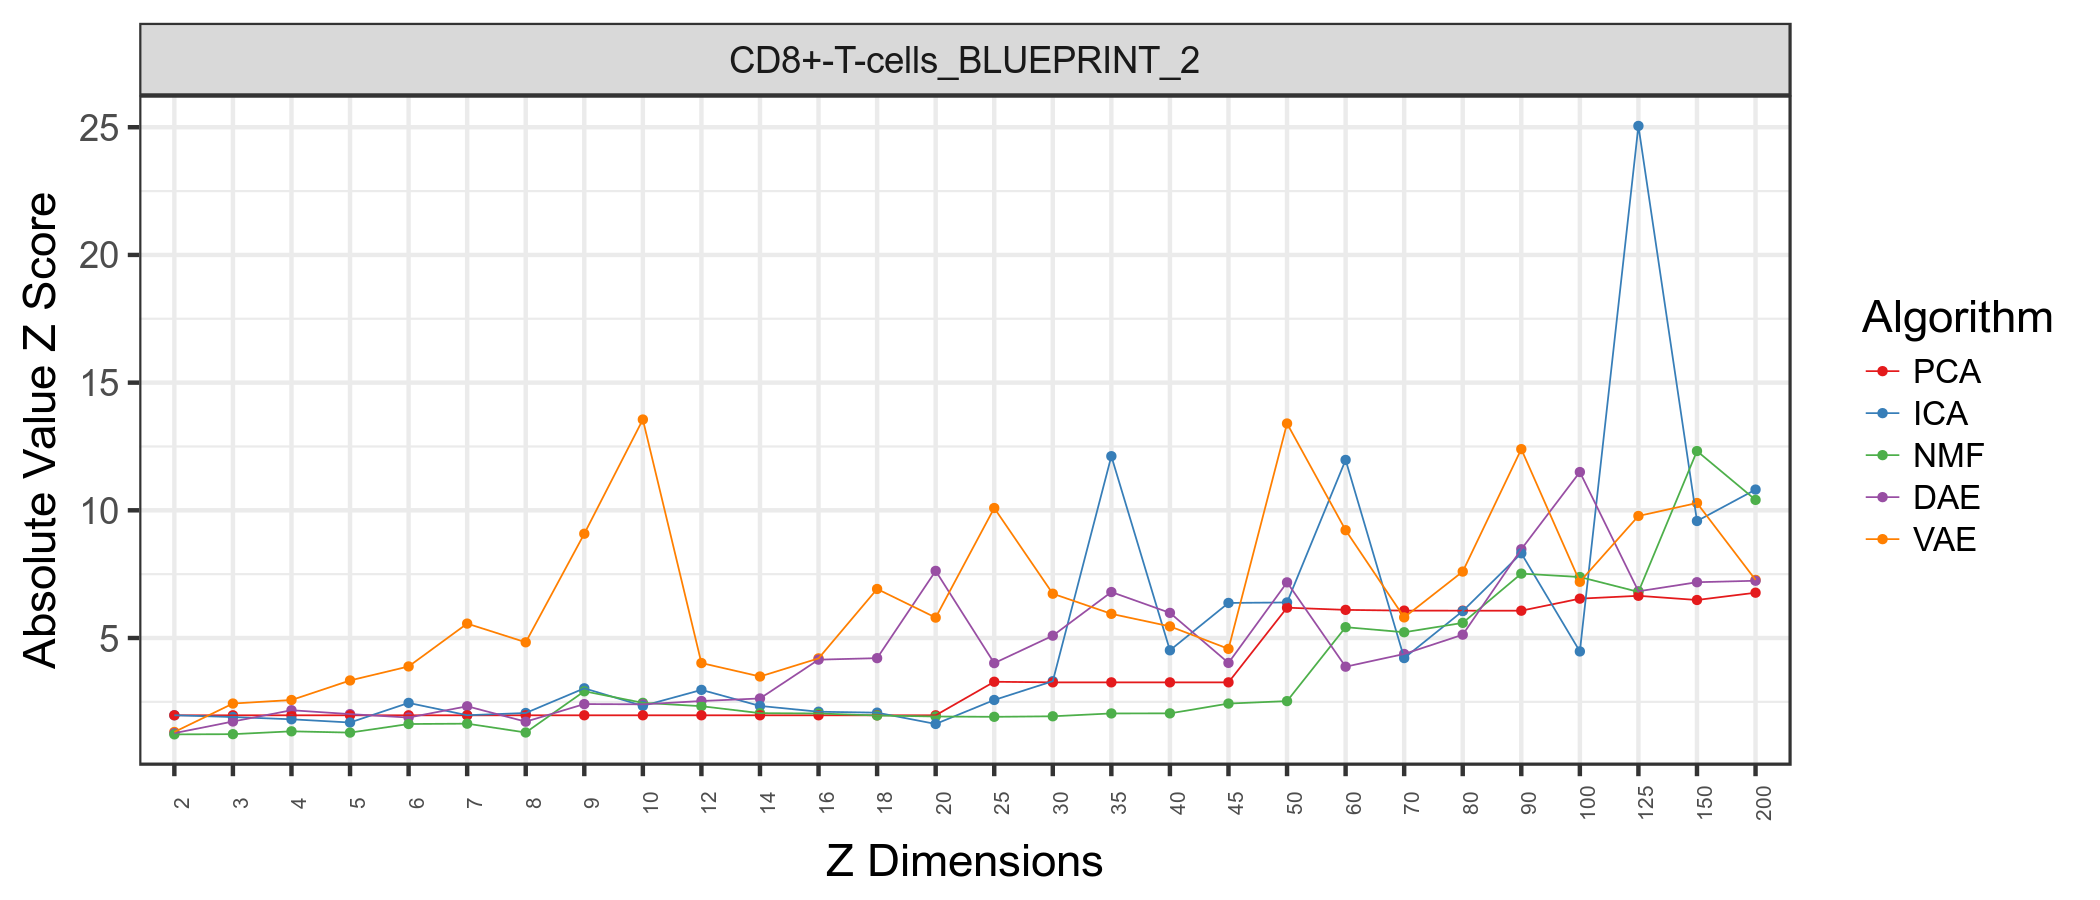 CD8+-T-cells_BLUEPRINT_2
Absolute Value Z Score
25
20
15
10
5
2 3 4 5 6 7 8 9 10 12 14 16 18 20 25 30 35 40 45 50 60 70 80 90 100 125 150 200
Z Dimensions
Algorithm
PCA
ICA
NMF
DAE
VAE